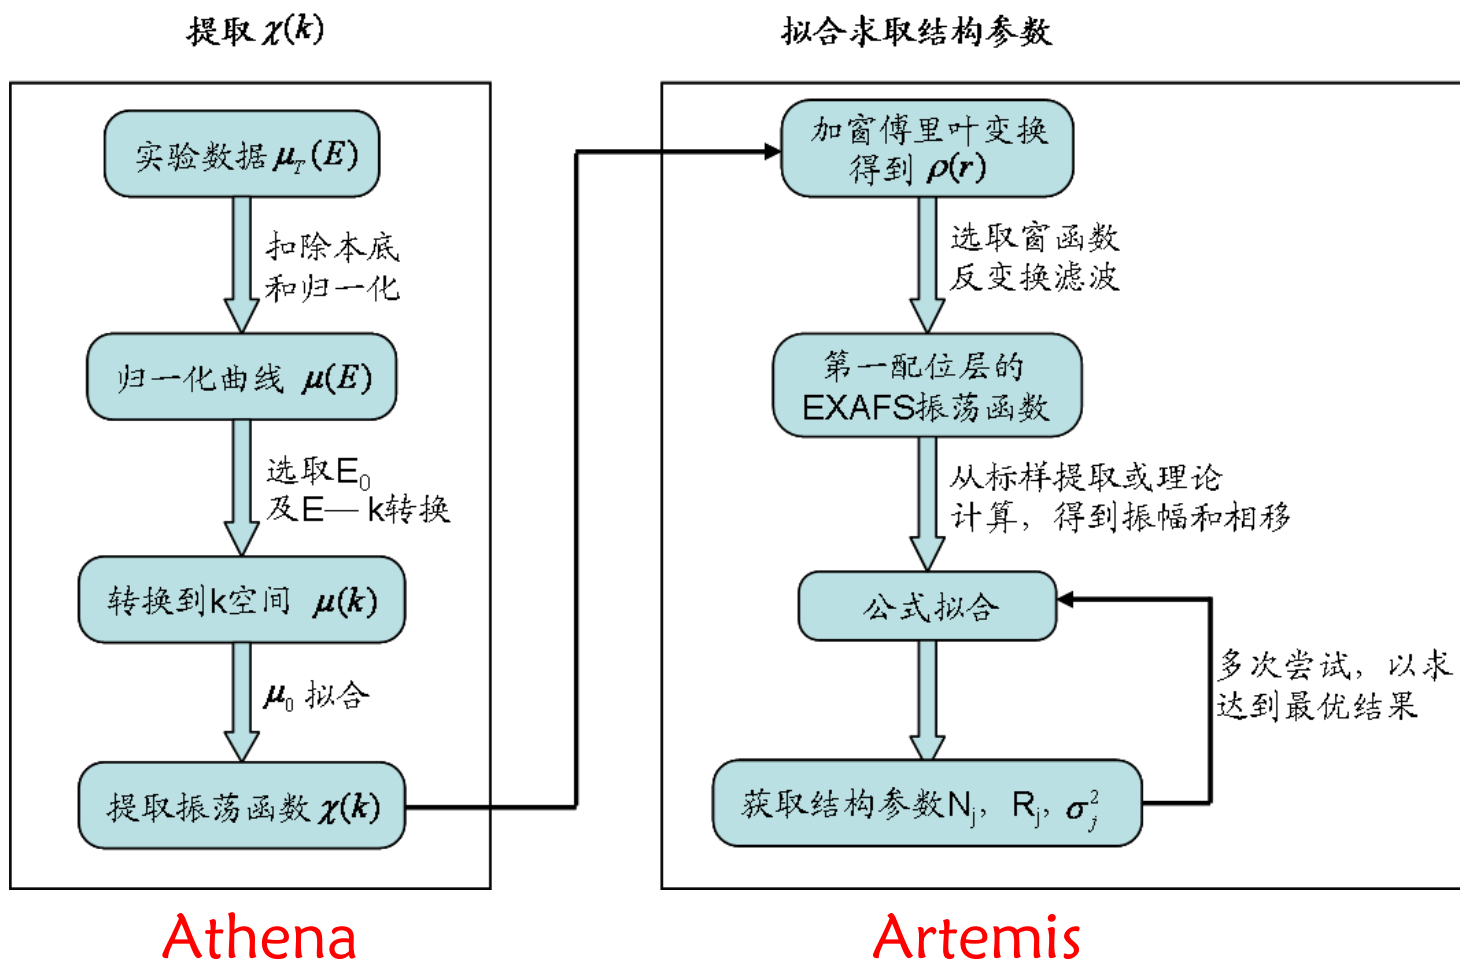 提取 χ(k)
实验数据 μ_T(E)
扣除本底
和归一化
归一化曲线 μ(E)
选取E₀
及E— k转换
转换到k空间 μ(k)
μ₀ 拟合
提取振荡函数 χ(k)
Athena
拟合求取结构参数
加窗傅里叶变换
得到 ρ(r)
选取窗函数
反变换滤波
第一配位层的
EXAFS振荡函数
从标样提取或理论
计算，得到振幅和相移
公式拟合
多次尝试，以求
达到最优结果
获取结构参数Nⱼ，Rⱼ，σⱼ²
Artemis